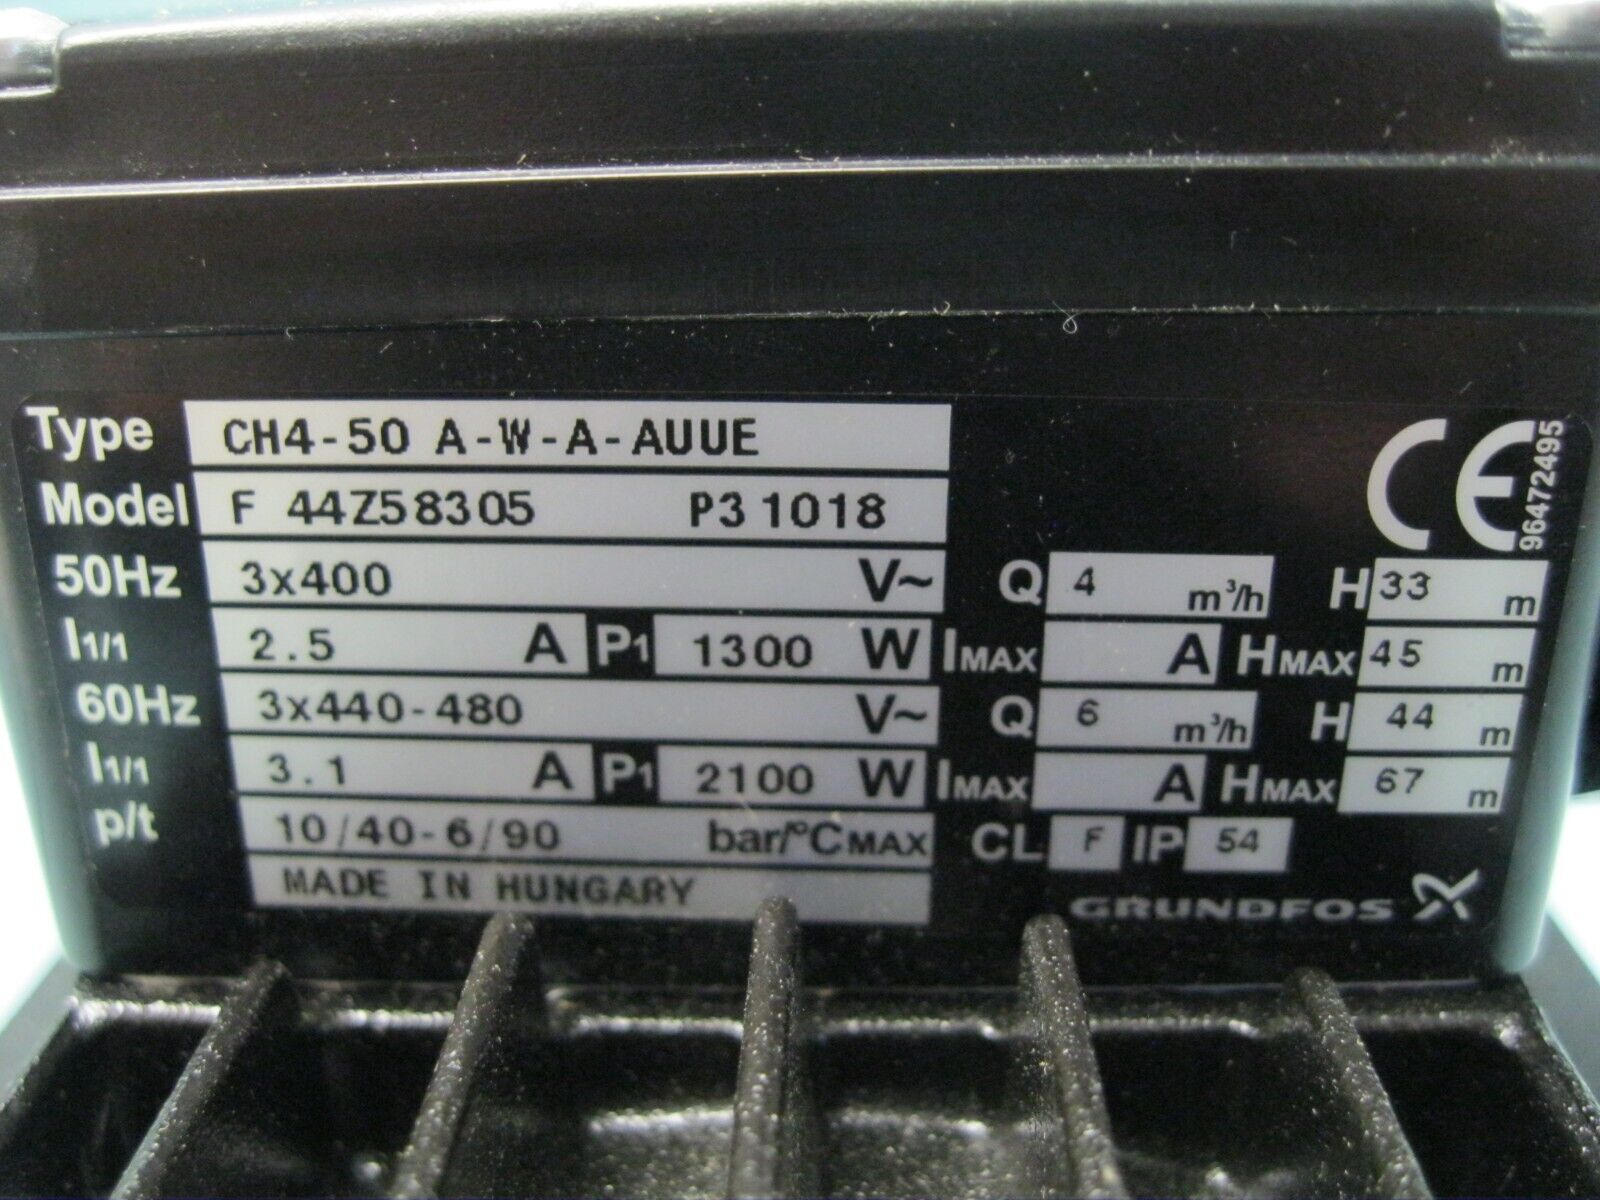 Type CH4-50 A-W-A-AUUE
Model F 44Z58305 P3 1018
CE 96472495
50Hz 3x400 V~ Q 4 m³/h H 33 m
I1/1 2.5 A P1 1300 W IMAX A HMAX 45 m
60Hz 3x440-480 V~ Q 6 m³/h H 44 m
I1/1 3.1 A P1 2100 W IMAX A HMAX 67 m
p/t 10/40-6/90 bar/°CMAX CL F IP 54
MADE IN HUNGARY
GRUNDFOS